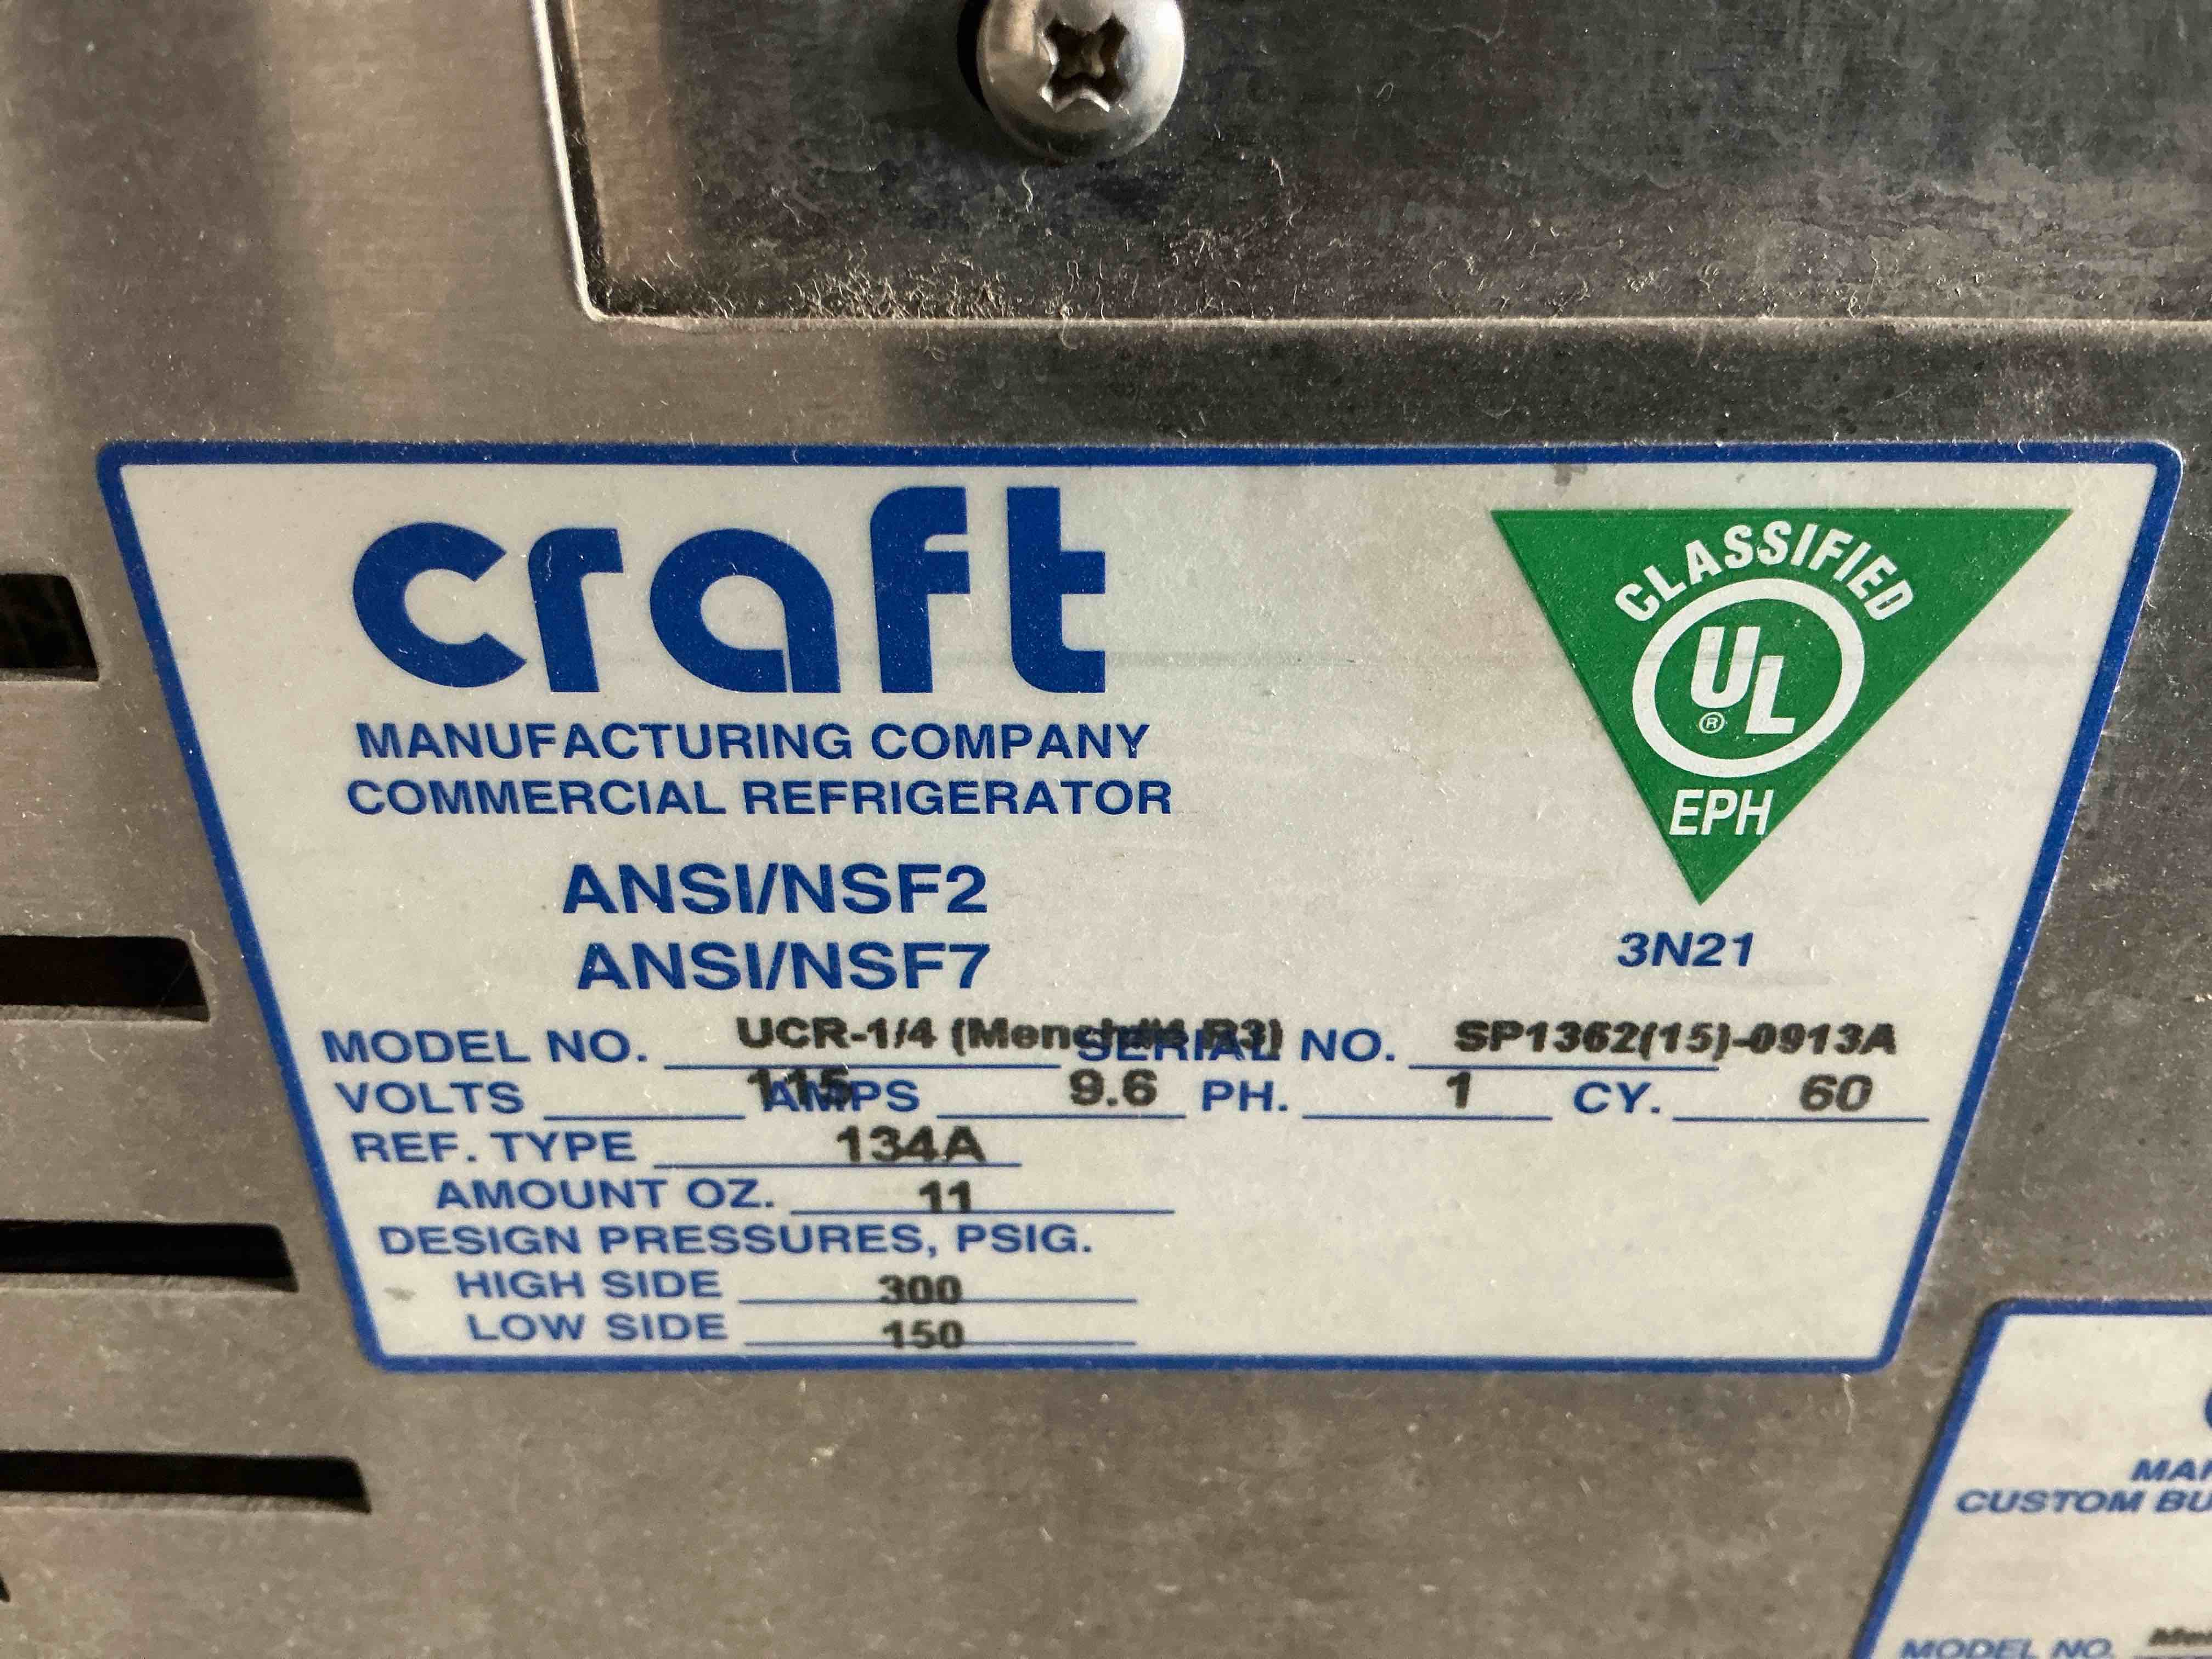 craft
MANUFACTURING COMPANY
COMMERCIAL REFRIGERATOR
ANSI/NSF2
ANSI/NSF7
CLASSIFIED
UL
®
EPH
3N21
MODEL NO. UCR-1/4 R3) SERIAL NO. SP1362(15)-0913A
VOLTS 115 AMPS 9.6 PH. 1 CY. 60
REF. TYPE 134A
AMOUNT OZ. 11
DESIGN PRESSURES, PSIG.
HIGH SIDE 300
LOW SIDE 150
CUSTOM
MODEL NO.